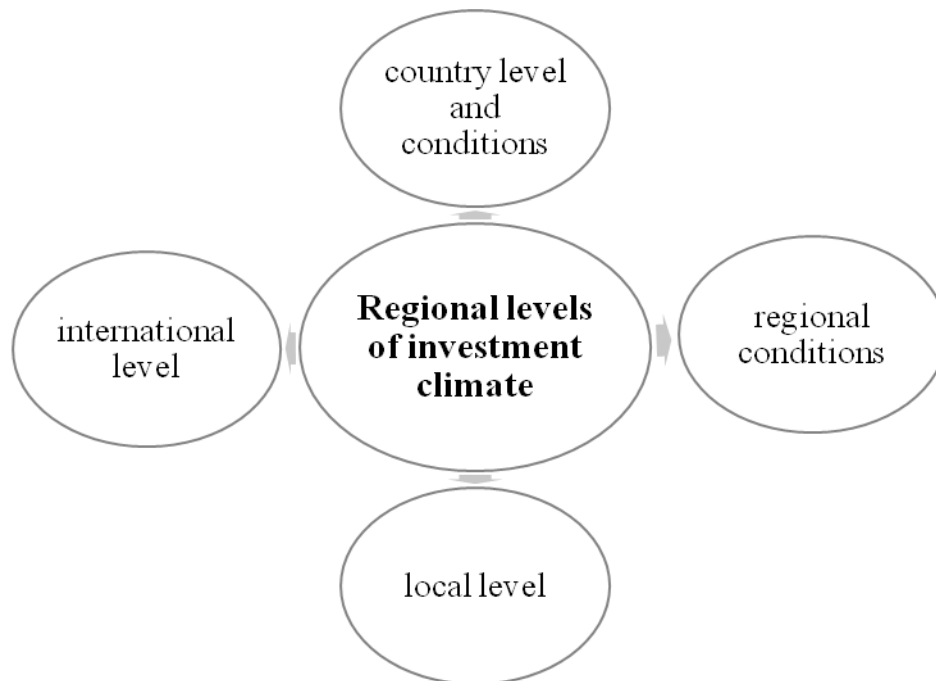 country level
and
conditions
international
level
Regional levels
of investment
climate
regional
conditions
local level